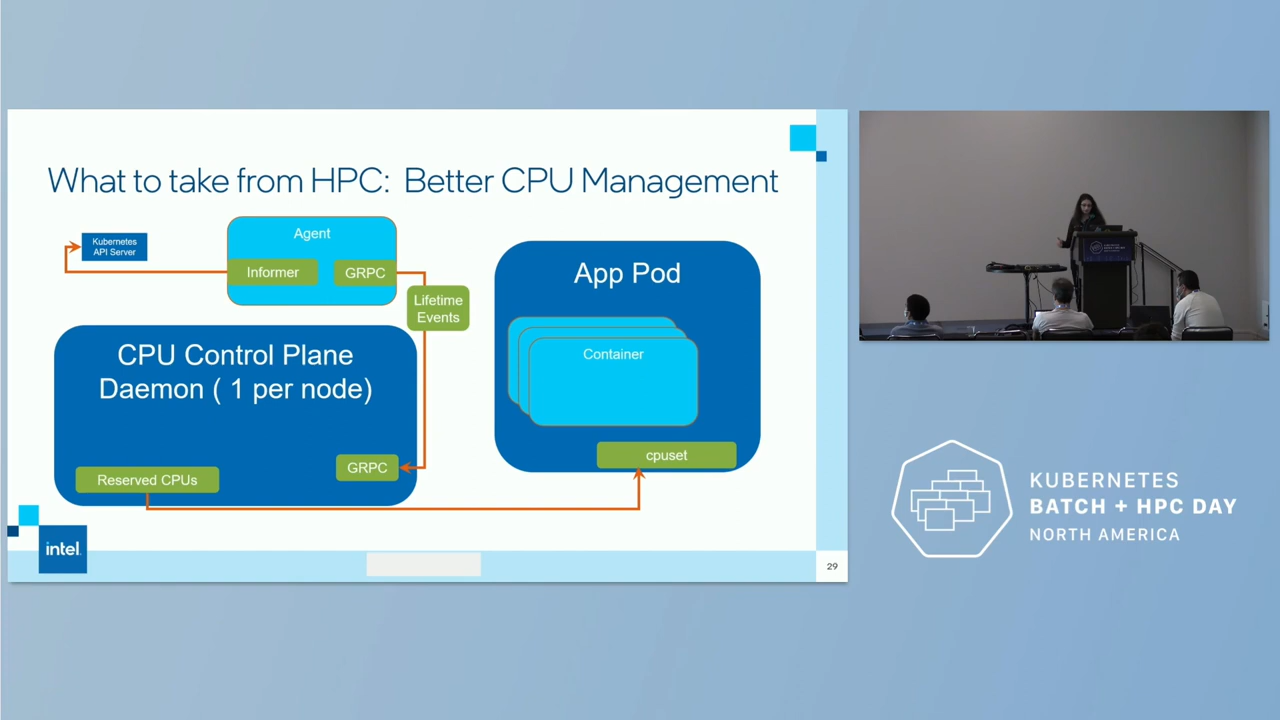 What to take from HPC: Better CPU Management
Kubernetes
API Server
Agent
Informer
GRPC
Lifetime
Events
CPU Control Plane
Daemon ( 1 per node)
GRPC
Reserved CPUs
App Pod
Container
cpuset
intel
29
KUBERNETES
BATCH + HPC DAY
NORTH AMERICA